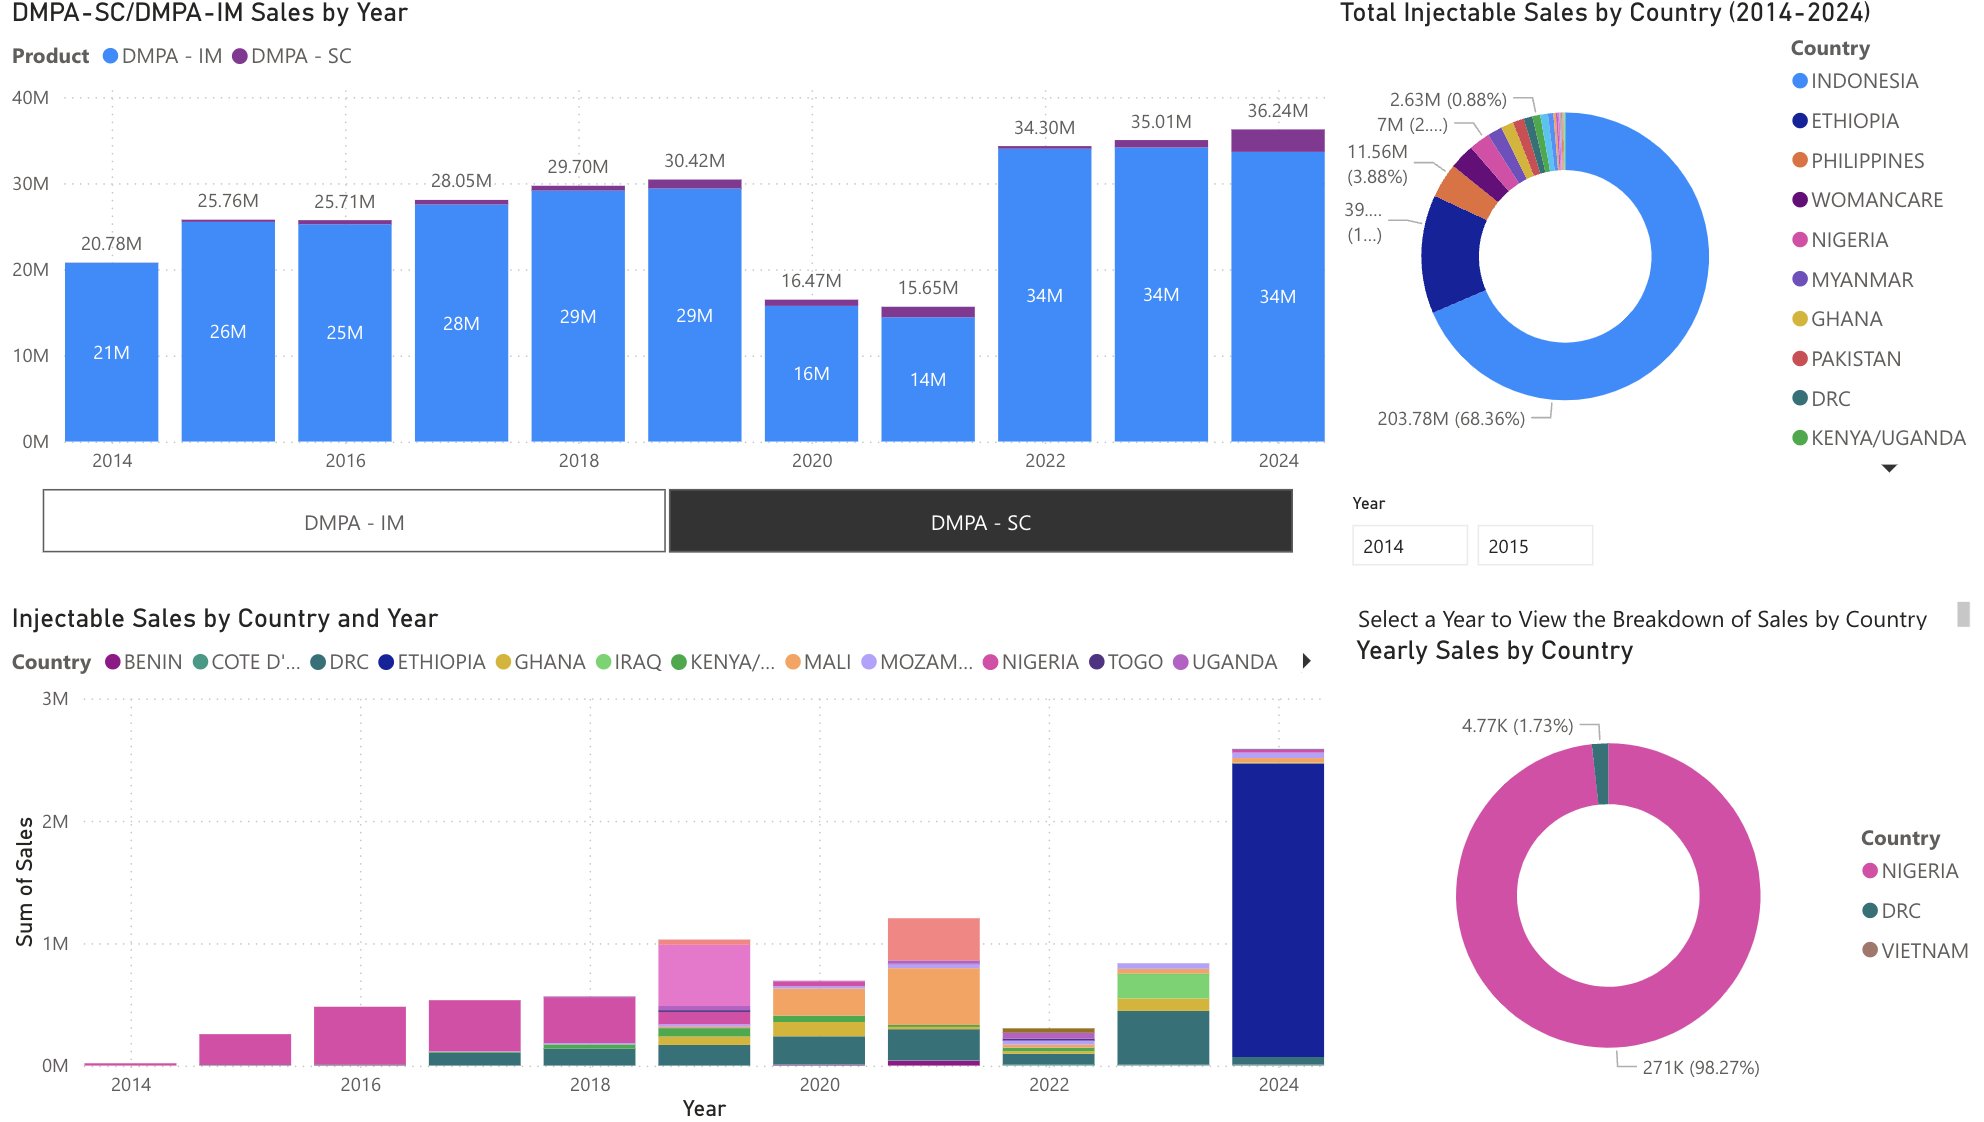 DMPA-SC/DMPA-IM Sales by Year
Product DMPA - IM DMPA - SC
40M
30M
20M
10M
0M
20.78M
25.76M
25.71M
28.05M
29.70M
30.42M
16.47M
15.65M
34.30M
35.01M
36.24M
21M
26M
25M
28M
29M
29M
16M
14M
34M
34M
34M
2014 2016 2018 2020 2022 2024
DMPA - IM DMPA - SC
Total Injectable Sales by Country (2014-2024)
2.63M (0.88%)
7M (2....)
11.56M
(3.88%)
39....
(1...)
203.78M (68.36%)
Country
INDONESIA
ETHIOPIA
PHILIPPINES
WOMANCARE
NIGERIA
MYANMAR
GHANA
PAKISTAN
DRC
KENYA/UGANDA
Year
2014 2015
Injectable Sales by Country and Year
Country BENIN COTE D'... DRC ETHIOPIA GHANA IRAQ KENYA/... MALI MOZAM... NIGERIA TOGO UGANDA
Sum of Sales
3M
2M
1M
0M
2014 2016 2018 2020 2022 2024
Year
Select a Year to View the Breakdown of Sales by Country
Yearly Sales by Country
4.77K (1.73%)
271K (98.27%)
Country
NIGERIA
DRC
VIETNAM